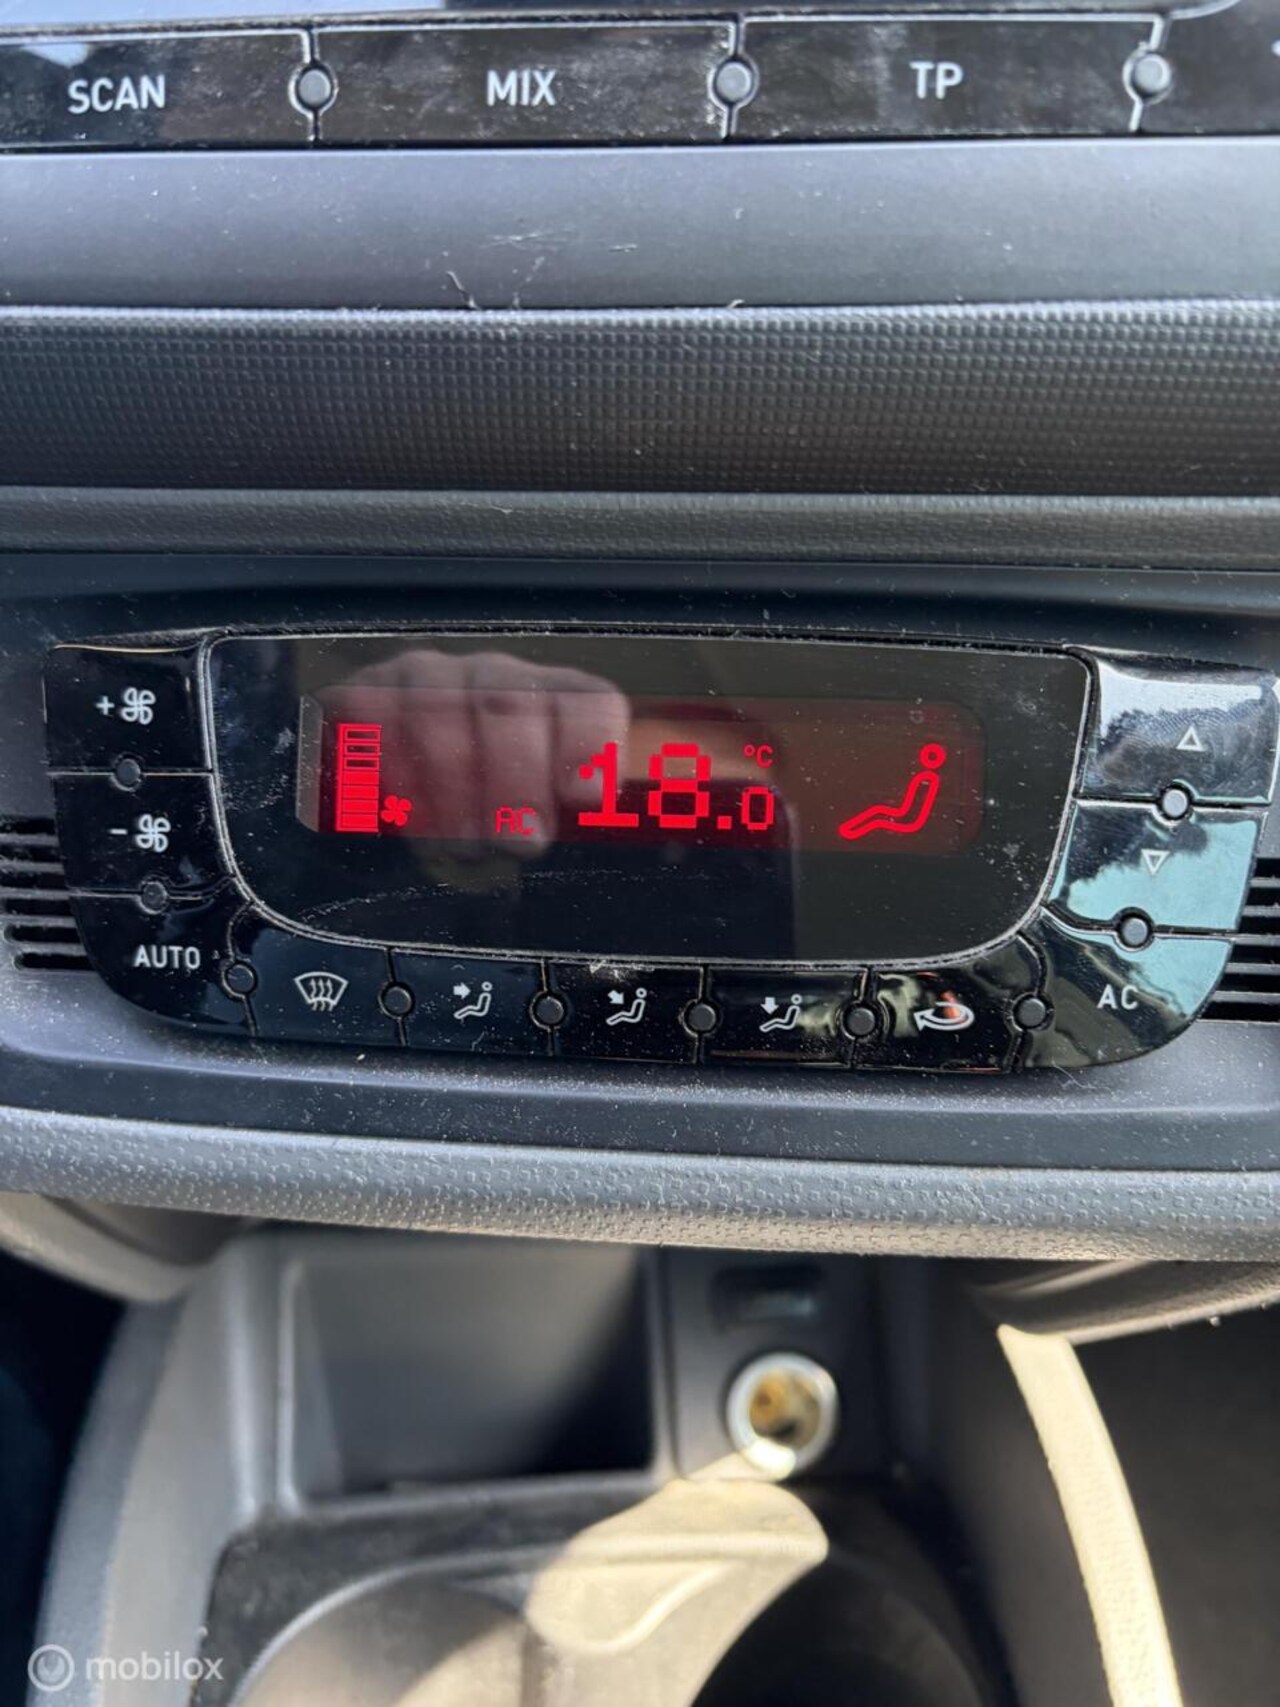 SCAN MIX TP
+
AC 18.0 °C
-
AUTO
AC
mobilox